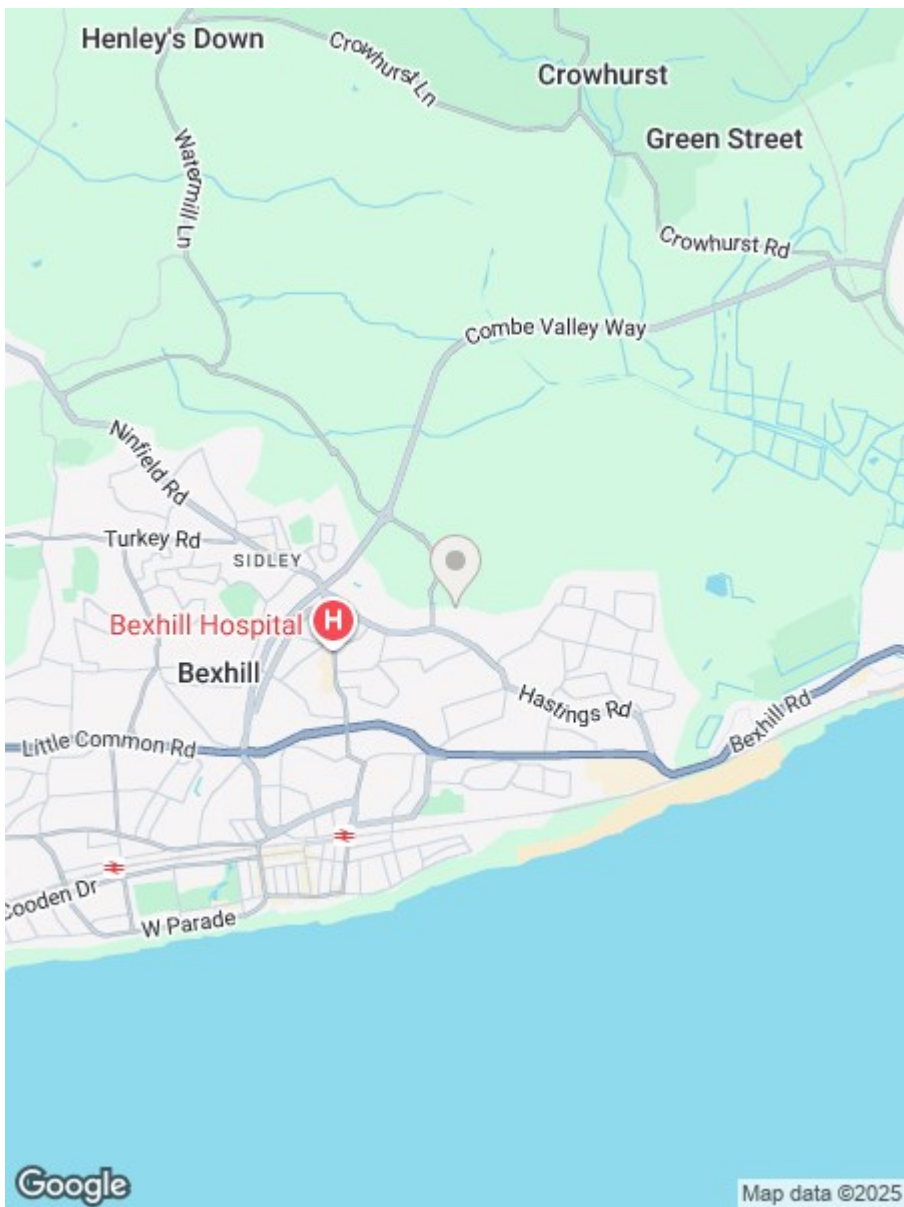 Henley's Down
Crowhurst Ln
Crowhurst
Green Street
Watermill Ln
Crowhurst Rd
Combe Valley Way
Ninfield Rd
Turkey Rd
SIDLEY
H
Bexhill Hospital
Bexhill
Hastings Rd
Bexhill Rd
Little Common Rd
Cooden Dr
W Parade
Google
Map data ©2025